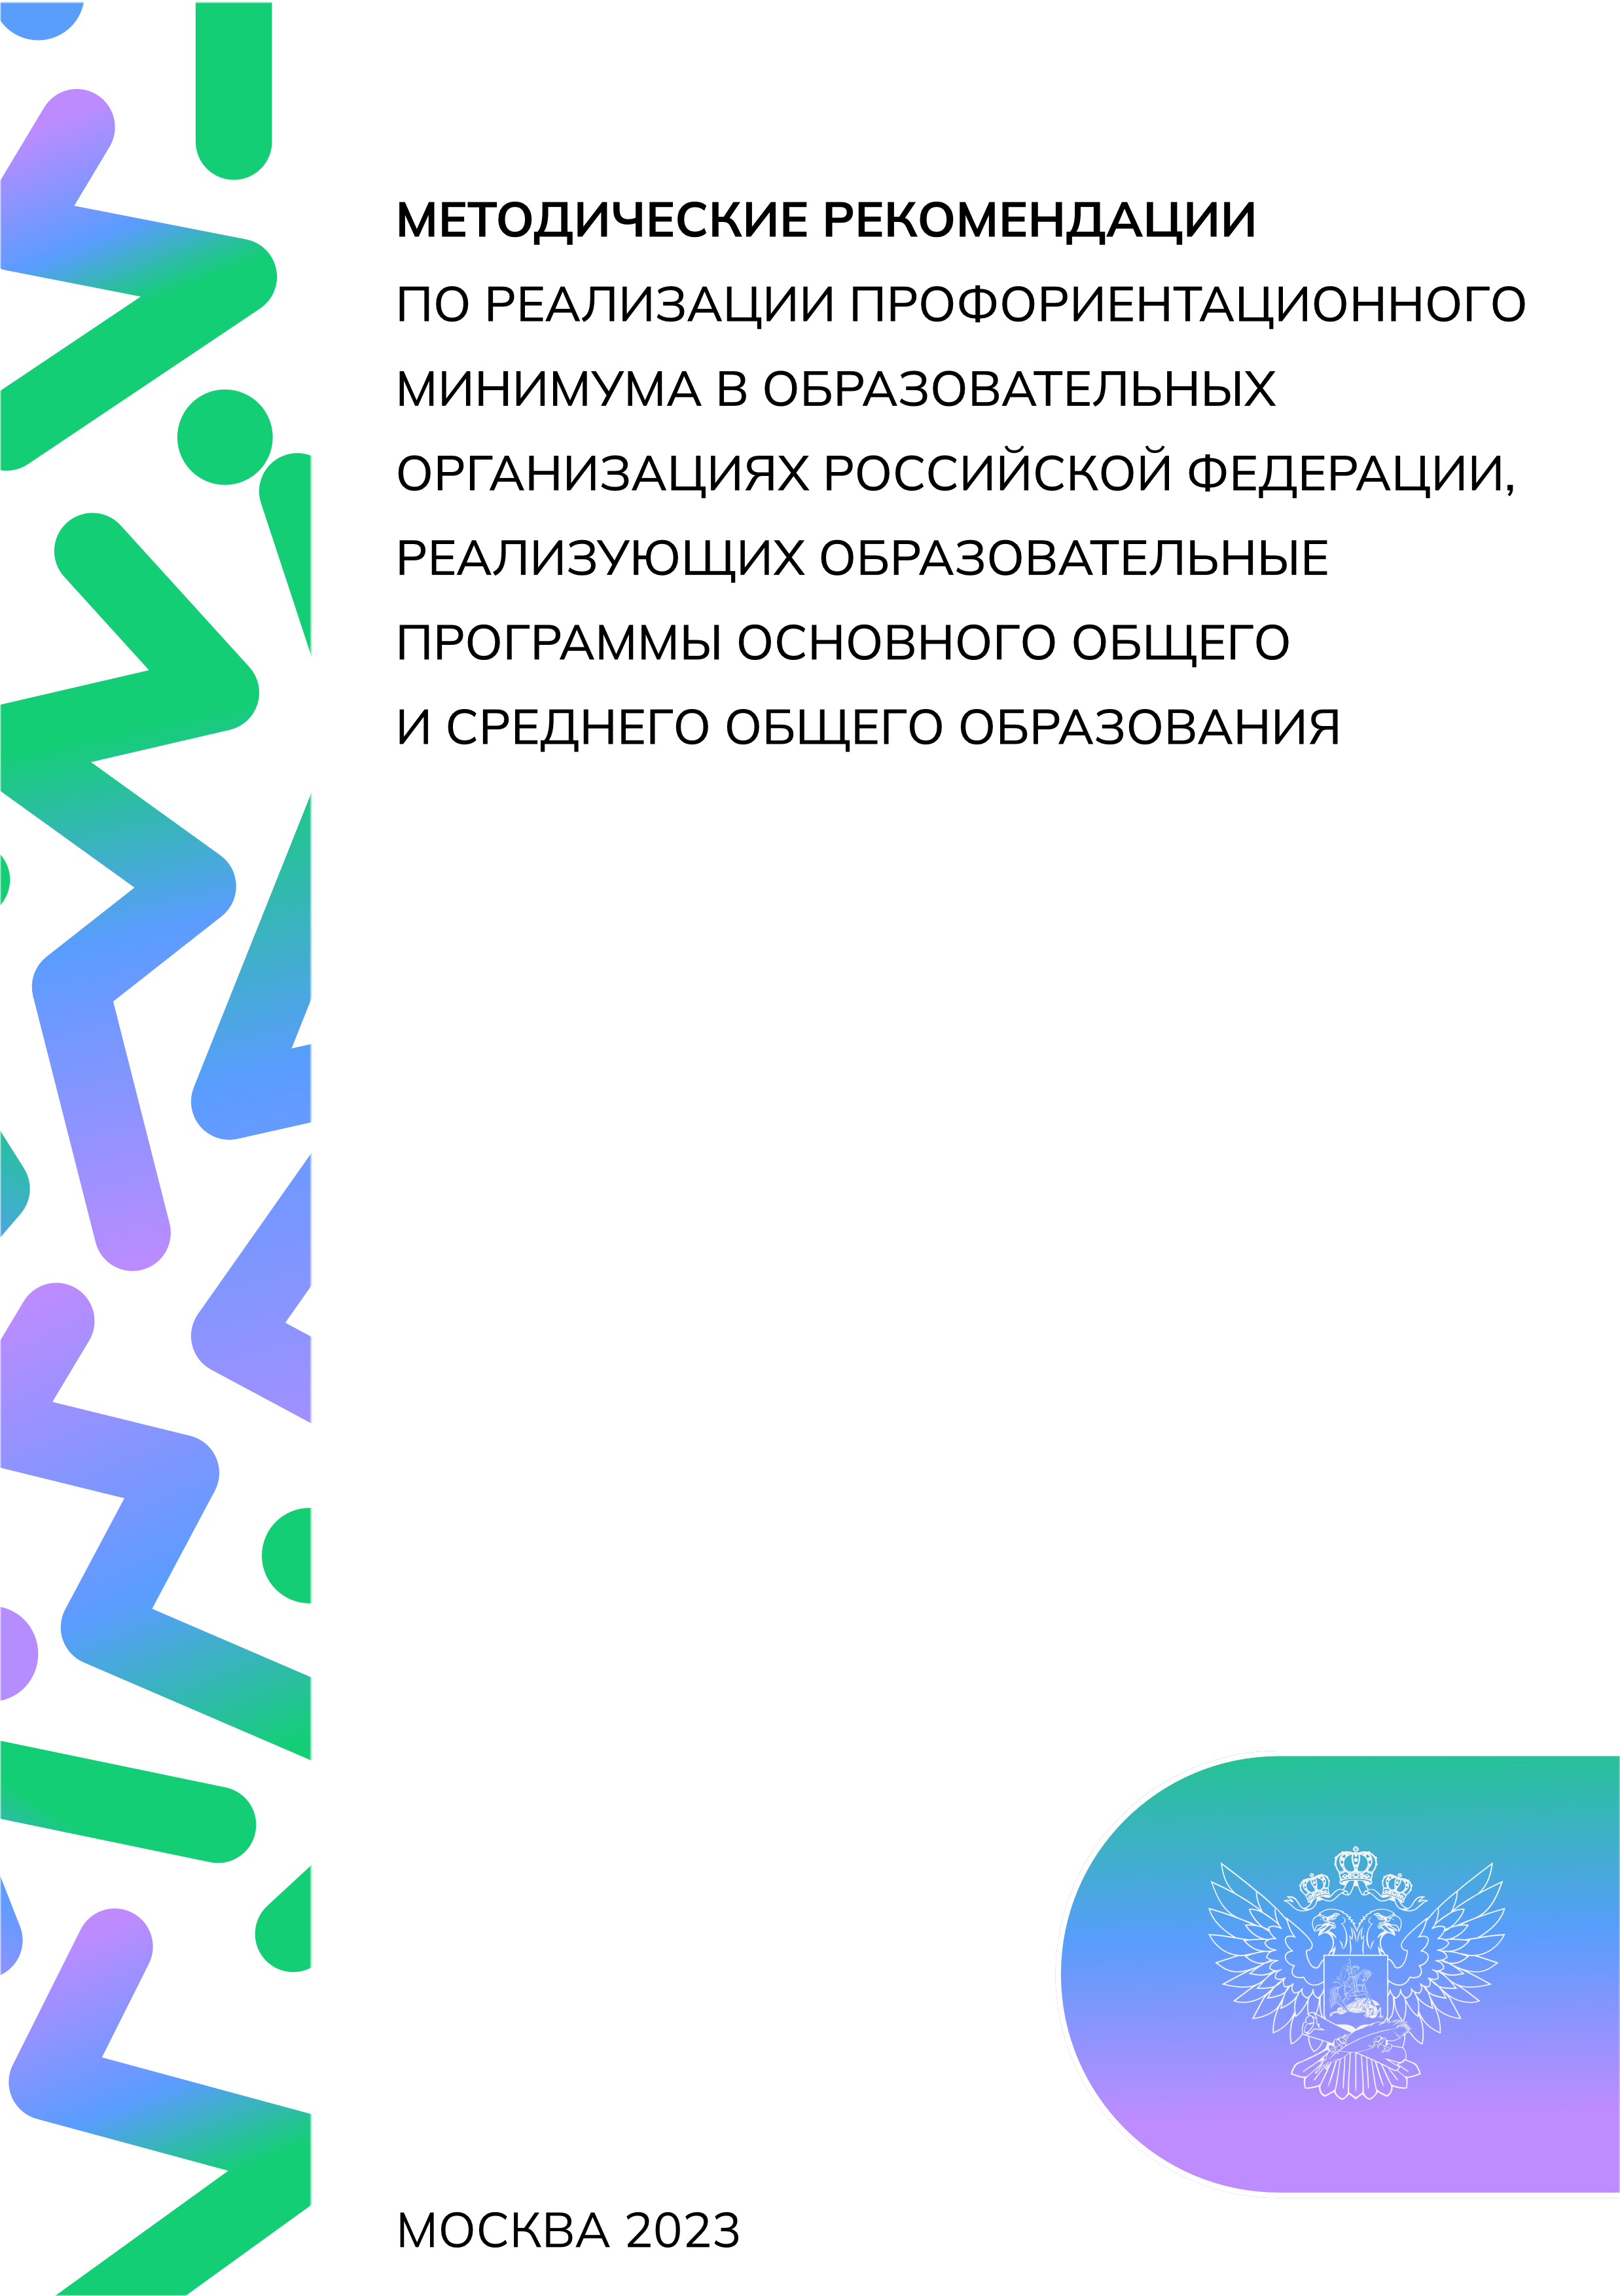 МЕТОДИЧЕСКИЕ РЕКОМЕНДАЦИИ
ПО РЕАЛИЗАЦИИ ПРОФОРИЕНТАЦИОННОГО
МИНИМУМА В ОБРАЗОВАТЕЛЬНЫХ
ОРГАНИЗАЦИЯХ РОССИЙСКОЙ ФЕДЕРАЦИИ,
РЕАЛИЗУЮЩИХ ОБРАЗОВАТЕЛЬНЫЕ
ПРОГРАММЫ ОСНОВНОГО ОБЩЕГО
И СРЕДНЕГО ОБЩЕГО ОБРАЗОВАНИЯ
МОСКВА 2023